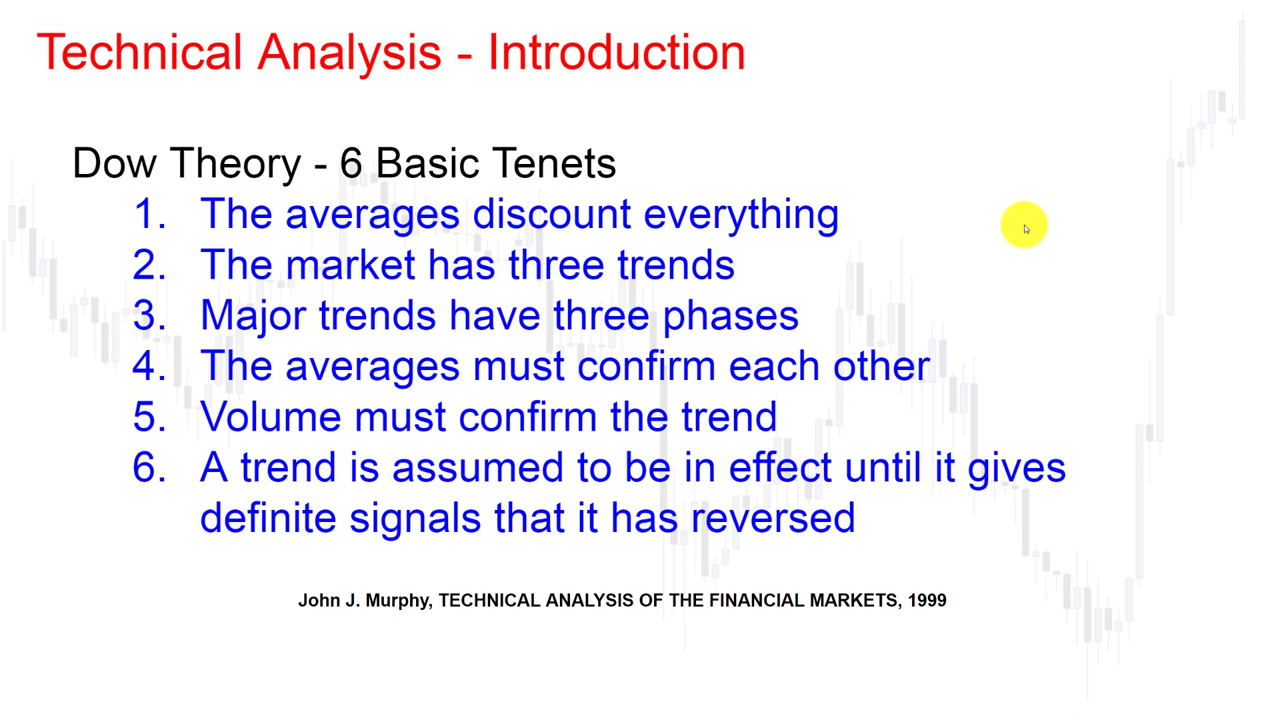 Technical Analysis - Introduction
Dow Theory - 6 Basic Tenets
1. The averages discount everything
2. The market has three trends
3. Major trends have three phases
4. The averages must confirm each other
5. Volume must confirm the trend
6. A trend is assumed to be in effect until it gives
definite signals that it has reversed
John J. Murphy, TECHNICAL ANALYSIS OF THE FINANCIAL MARKETS, 1999